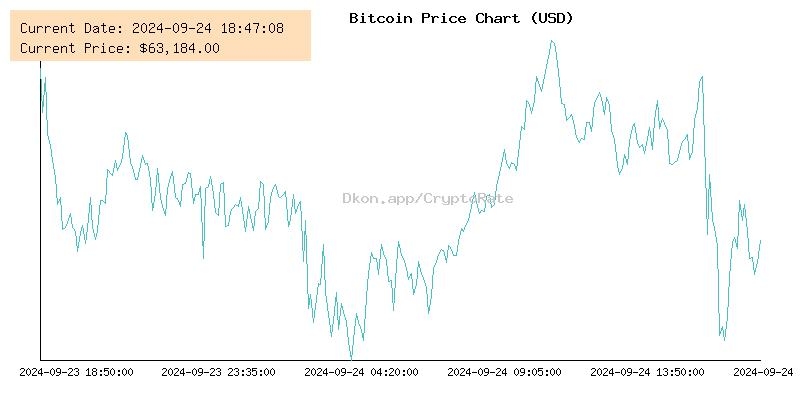 Bitcoin Price Chart (USD)
Current Date: 2024-09-24 18:47:08
Current Price: $63,184.00
Dkon.app/CryptoRate
2024-09-23 18:50:00 2024-09-23 23:35:00 2024-09-24 04:20:00 2024-09-24 09:05:00 2024-09-24 13:50:00 2024-09-24